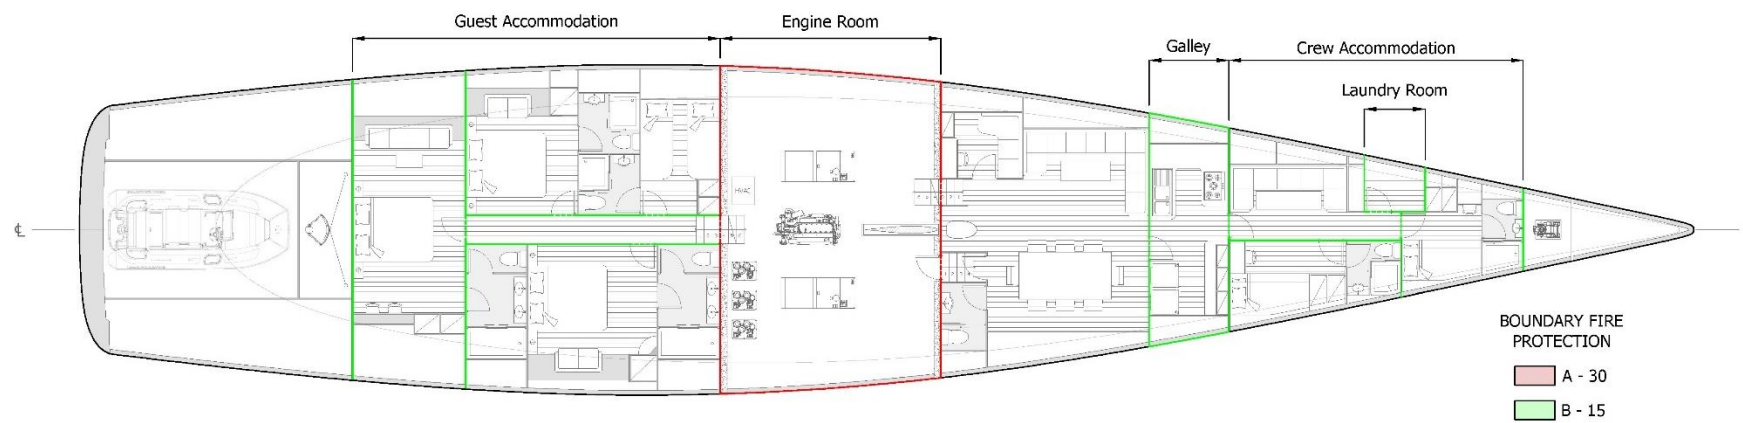 Guest Accommodation
Engine Room
Galley
Crew Accommodation
Laundry Room
HVAC
BOUNDARY FIRE
PROTECTION
A - 30
B - 15